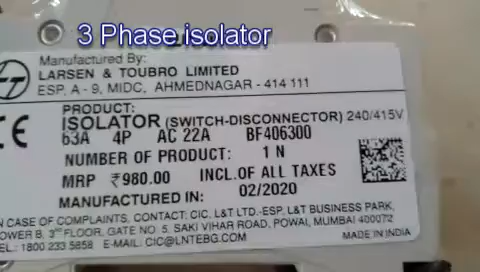 3 Phase isolator
Manufactured By:
LARSEN & TOUBRO LIMITED
ESP, A - 9, MIDC, AHMEDNAGAR - 414 111
PRODUCT:
ISOLATOR (SWITCH-DISCONNECTOR) 240/415V
63A 4P AC 22A BF406300
NUMBER OF PRODUCT: 1 N
MRP ₹980.00 INCL.OF ALL TAXES
MANUFACTURED IN: 02/2020
N CASE OF COMPLAINTS, CONTACT: CIC, L&T LTD.-ESP, L&T BUSINESS PARK,
OWER B, 3RD FLOOR, GATE NO 5, SAKI VIHAR ROAD, POWAI, MUMBAI 400072
TEL: 1800 233 5858 E-MAIL: CIC@LNTEBG.COM MADE IN INDIA
CE